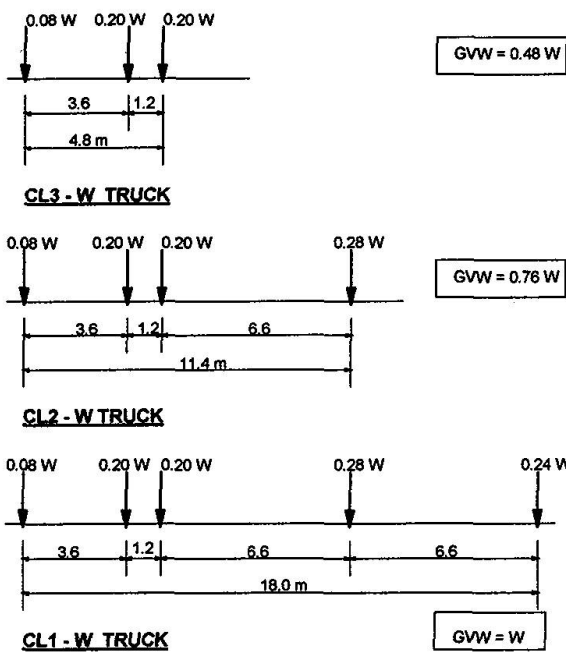 0.08 W 0.20 W 0.20 W
GVW = 0.48 W
3.6 1.2
4.8 m
CL3 - W TRUCK
0.08 W 0.20 W 0.20 W 0.28 W
GVW = 0.76 W
3.6 1.2 6.6
11.4 m
CL2 - W TRUCK
0.08 W 0.20 W 0.20 W 0.28 W 0.24 W
3.6 1.2 6.6 6.6
18.0 m
CL1 - W TRUCK
GVW = W